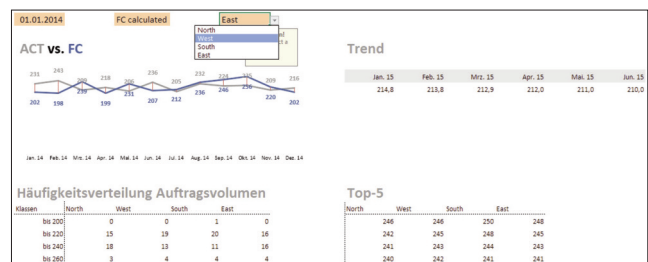 01.01.2014 FC calculated East
North
West
South
East
ACT vs. FC
Trend
Jan. 15 Feb. 15 Mrz. 15 Apr. 15 Mai. 15 Jun. 15
214,8 213,8 212,9 212,0 211,0 210,0
231 243 218 206 236 205 232 224 209 216
202 198 239 199 231 207 212 236 246 250 220 202
Jan. 14 Feb. 14 Mrz. 14 Apr. 14 Mai. 14 Jun. 14 Jul. 14 Aug. 14 Sep. 14 Okt. 14 Nov. 14 Dez. 14
Häufigkeitsverteilung Auftragsvolumen
Klassen North West South East
bis 200 0 0 1 0
bis 220 15 19 20 16
bis 240 18 13 11 16
bis 260 3 4 4 4
Top-5
North West South East
246 246 250 248
242 245 248 245
241 243 244 243
240 242 241 241